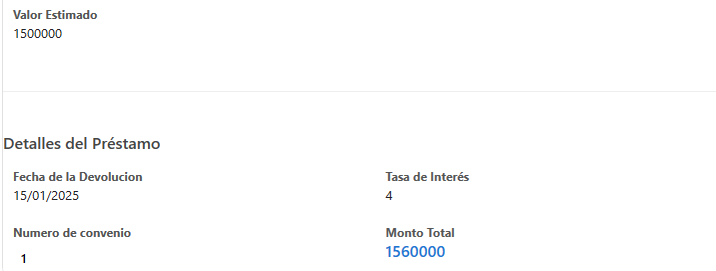 Valor Estimado
1500000
Detalles del Préstamo
Fecha de la Devolucion
Tasa de Interés
15/01/2025
4
Numero de convenio
Monto Total
1
1560000